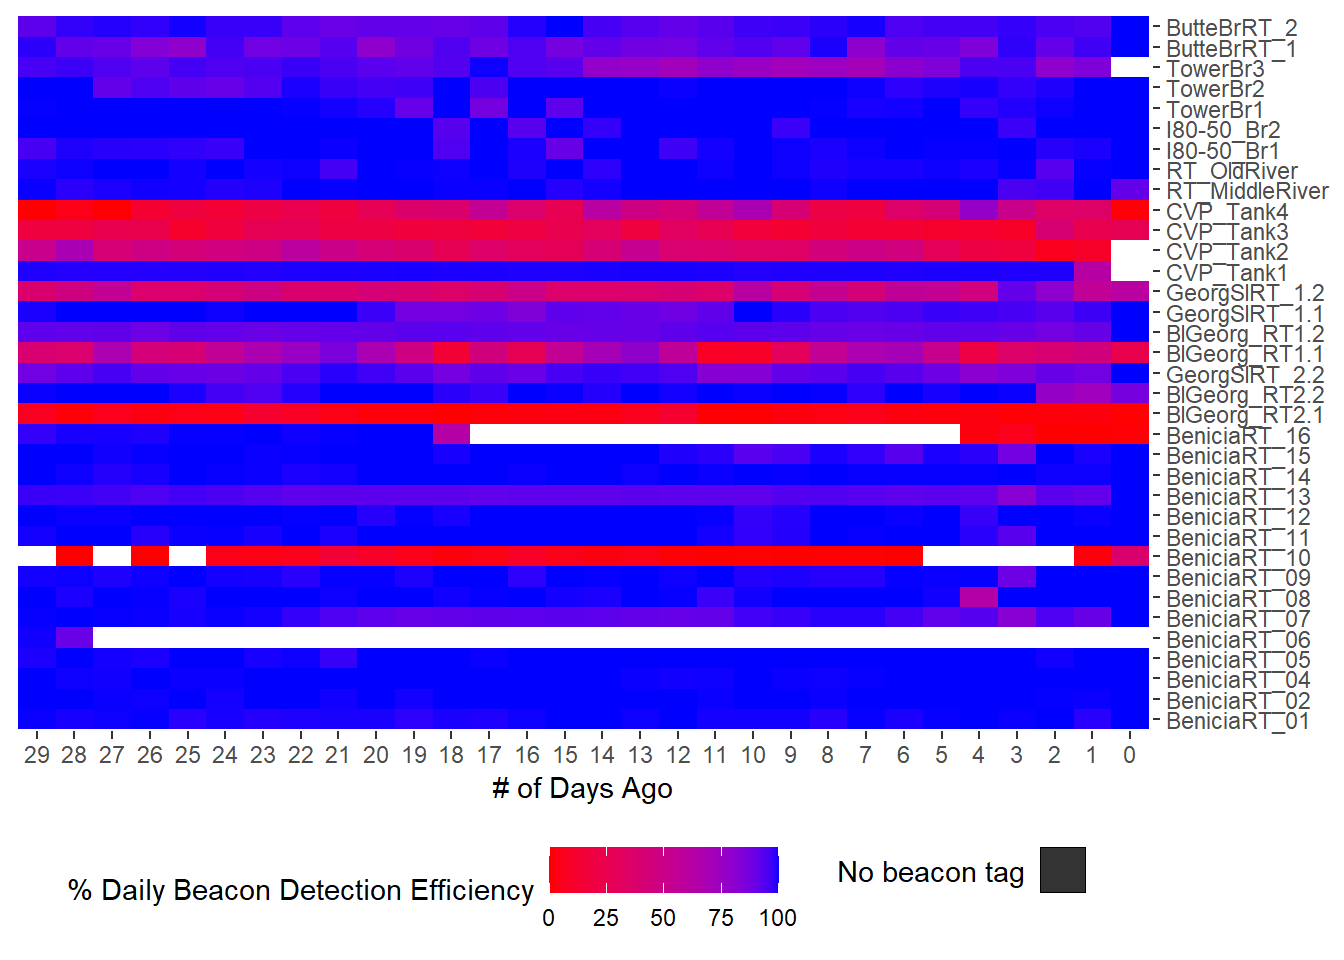 ButteBrRT_2
ButteBrRT_1
TowerBr3
TowerBr2
TowerBr1
I80-50_Br2
I80-50_Br1
RT_OldRiver
RT_MiddleRiver
CVP_Tank4
CVP_Tank3
CVP_Tank2
CVP_Tank1
GeorgSlRT_1.2
GeorgSlRT_1.1
BlGeorg_RT1.2
BlGeorg_RT1.1
GeorgSlRT_2.2
BlGeorg_RT2.2
BlGeorg_RT2.1
BeniciaRT_16
BeniciaRT_15
BeniciaRT_14
BeniciaRT_13
BeniciaRT_12
BeniciaRT_11
BeniciaRT_10
BeniciaRT_09
BeniciaRT_08
BeniciaRT_07
BeniciaRT_06
BeniciaRT_05
BeniciaRT_04
BeniciaRT_02
BeniciaRT_01
29 28 27 26 25 24 23 22 21 20 19 18 17 16 15 14 13 12 11 10 9 8 7 6 5 4 3 2 1 0
# of Days Ago
% Daily Beacon Detection Efficiency
0 25 50 75 100
No beacon tag